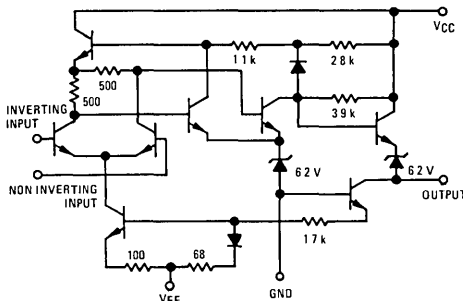 VCC
11k
28k
500
39k
500
INVERTING
INPUT
62V
62V
OUTPUT
NON INVERTING
INPUT
17k
100
68
VEE
GND